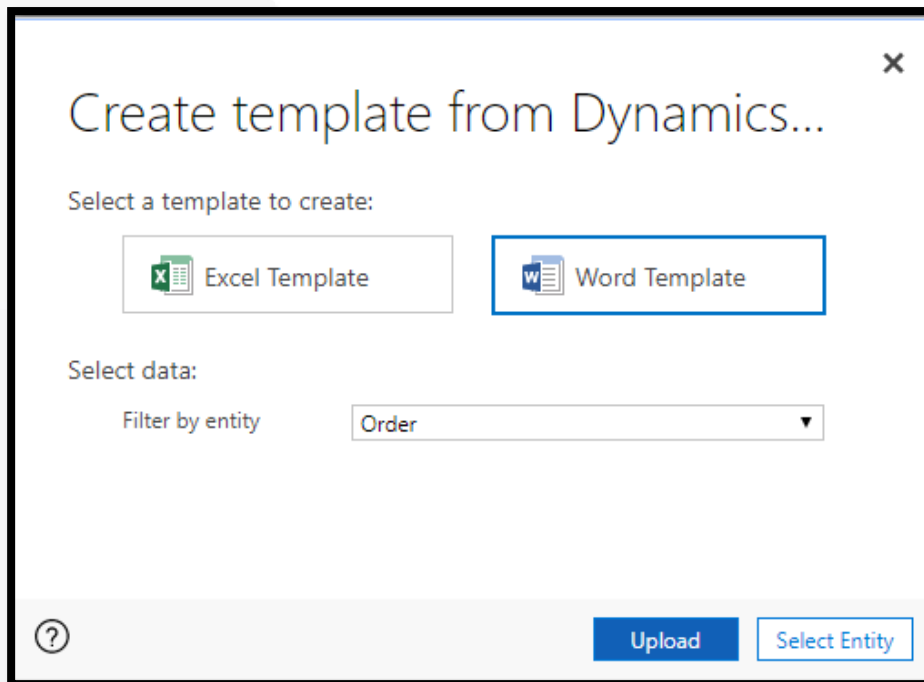 Create template from Dynamics...
Select a template to create:
Excel Template
Word Template
Select data:
Filter by entity
Order
Upload
Select Entity